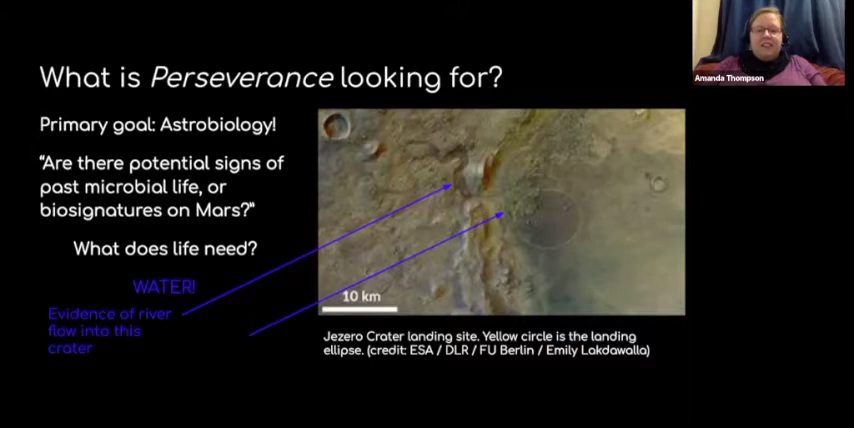 What is Perseverance looking for?
Amanda Thompson
Primary goal: Astrobiology!
“Are there potential signs of
past microbial life, or
biosignatures on Mars?”
What does life need?
WATER!
Evidence of river
flow into this
crater
10 km
Jezero Crater landing site. Yellow circle is the landing
ellipse. (credit: ESA / DLR / FU Berlin / Emily Lakdawalla)